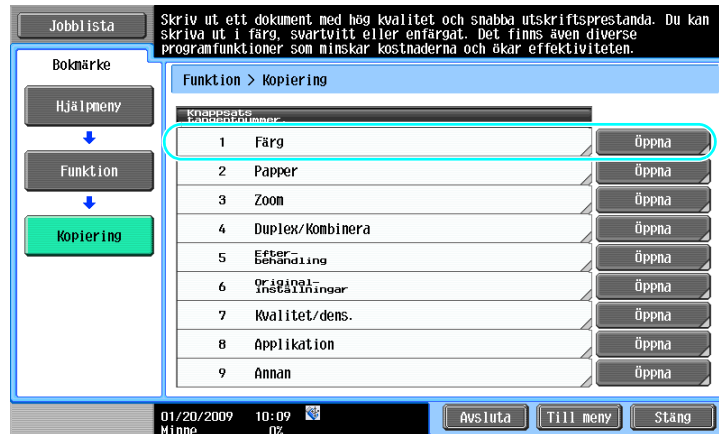 Jobblista
Skriv ut ett dokument med hög kvalitet och snabba utskriftsprestanda. Du kan
skriva ut i färg, svartvitt eller enfärgat. Det finns även diverse
programfunktioner som minskar kostnaderna och ökar effektiviteten.
Bokmärke
Funktion > Kopiering
Hjälpmeny
Knappsats
tangentnummer.
1 Färg Öppna
Funktion
2 Papper Öppna
3 Zoom Öppna
Kopiering
4 Duplex/Kombinera Öppna
5 Efter-
behandling Öppna
6 Original-
inställningar Öppna
7 Kvalitet/dens. Öppna
8 Applikation Öppna
9 Annan Öppna
01/20/2009 10:09
Minne 0%
Avsluta Till meny Stäng